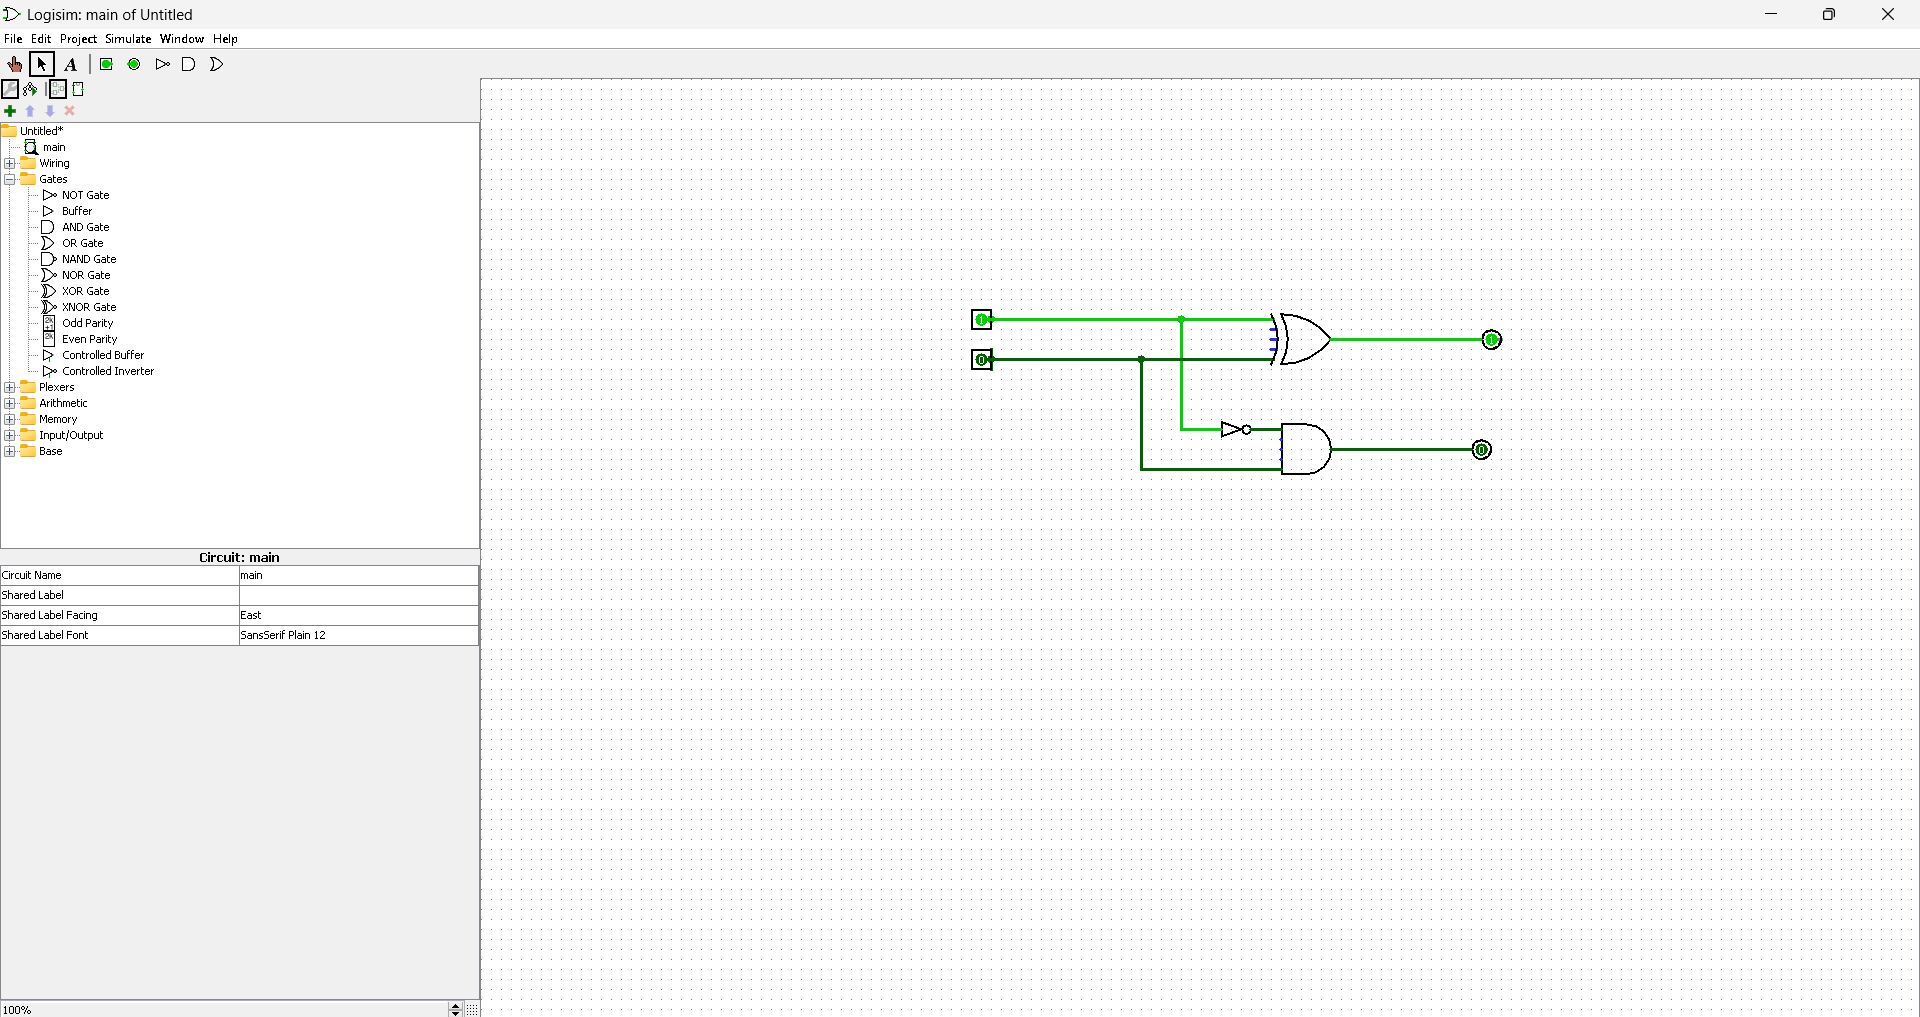 Logisim: main of Untitled
File Edit Project Simulate Window Help
A
Untitled*
main
Wiring
Gates
NOT Gate
Buffer
AND Gate
OR Gate
NAND Gate
NOR Gate
XOR Gate
XNOR Gate
Odd Parity
Even Parity
Controlled Buffer
Controlled Inverter
Plexers
Arithmetic
Memory
Input/Output
Base
1
1
0
0
Circuit: main
Circuit Name main
Shared Label
Shared Label Facing East
Shared Label Font SansSerif Plain 12
100%